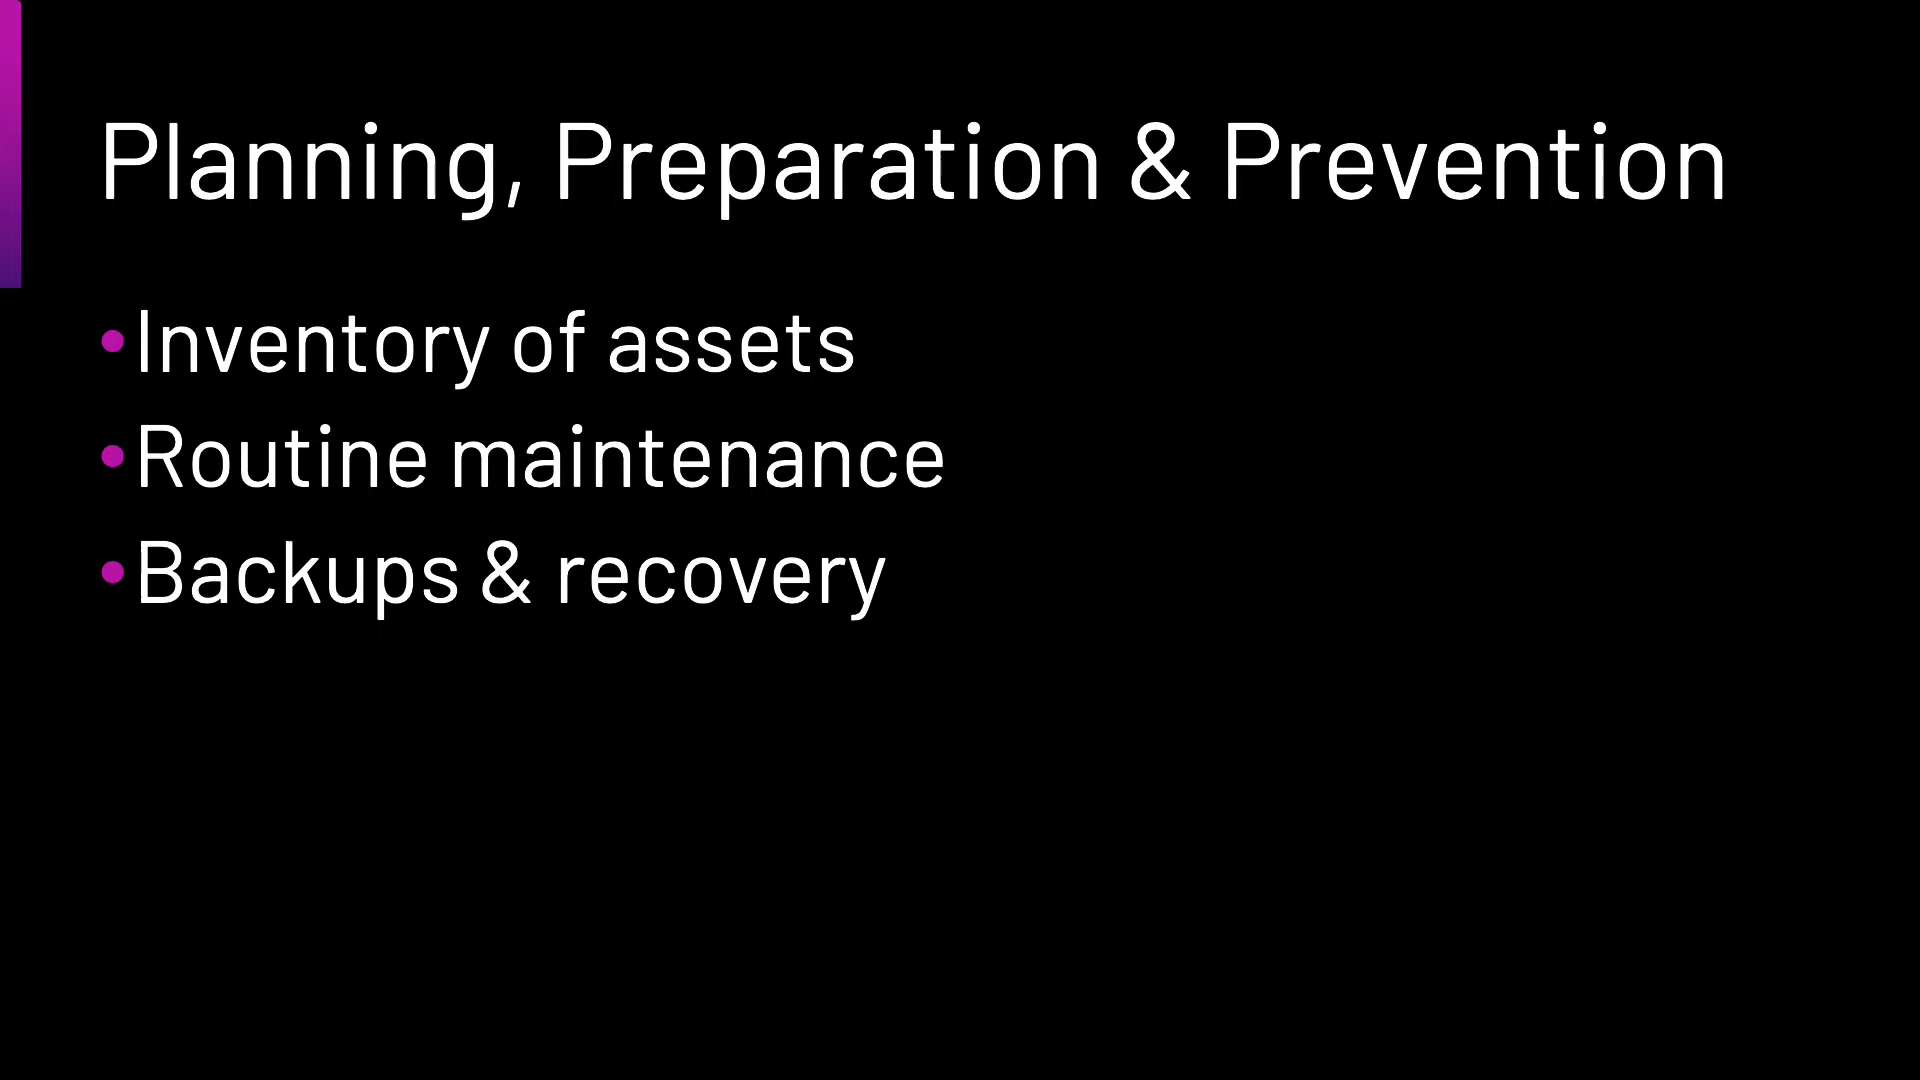 Planning, Preparation & Prevention
• Inventory of assets
• Routine maintenance
• Backups & recovery